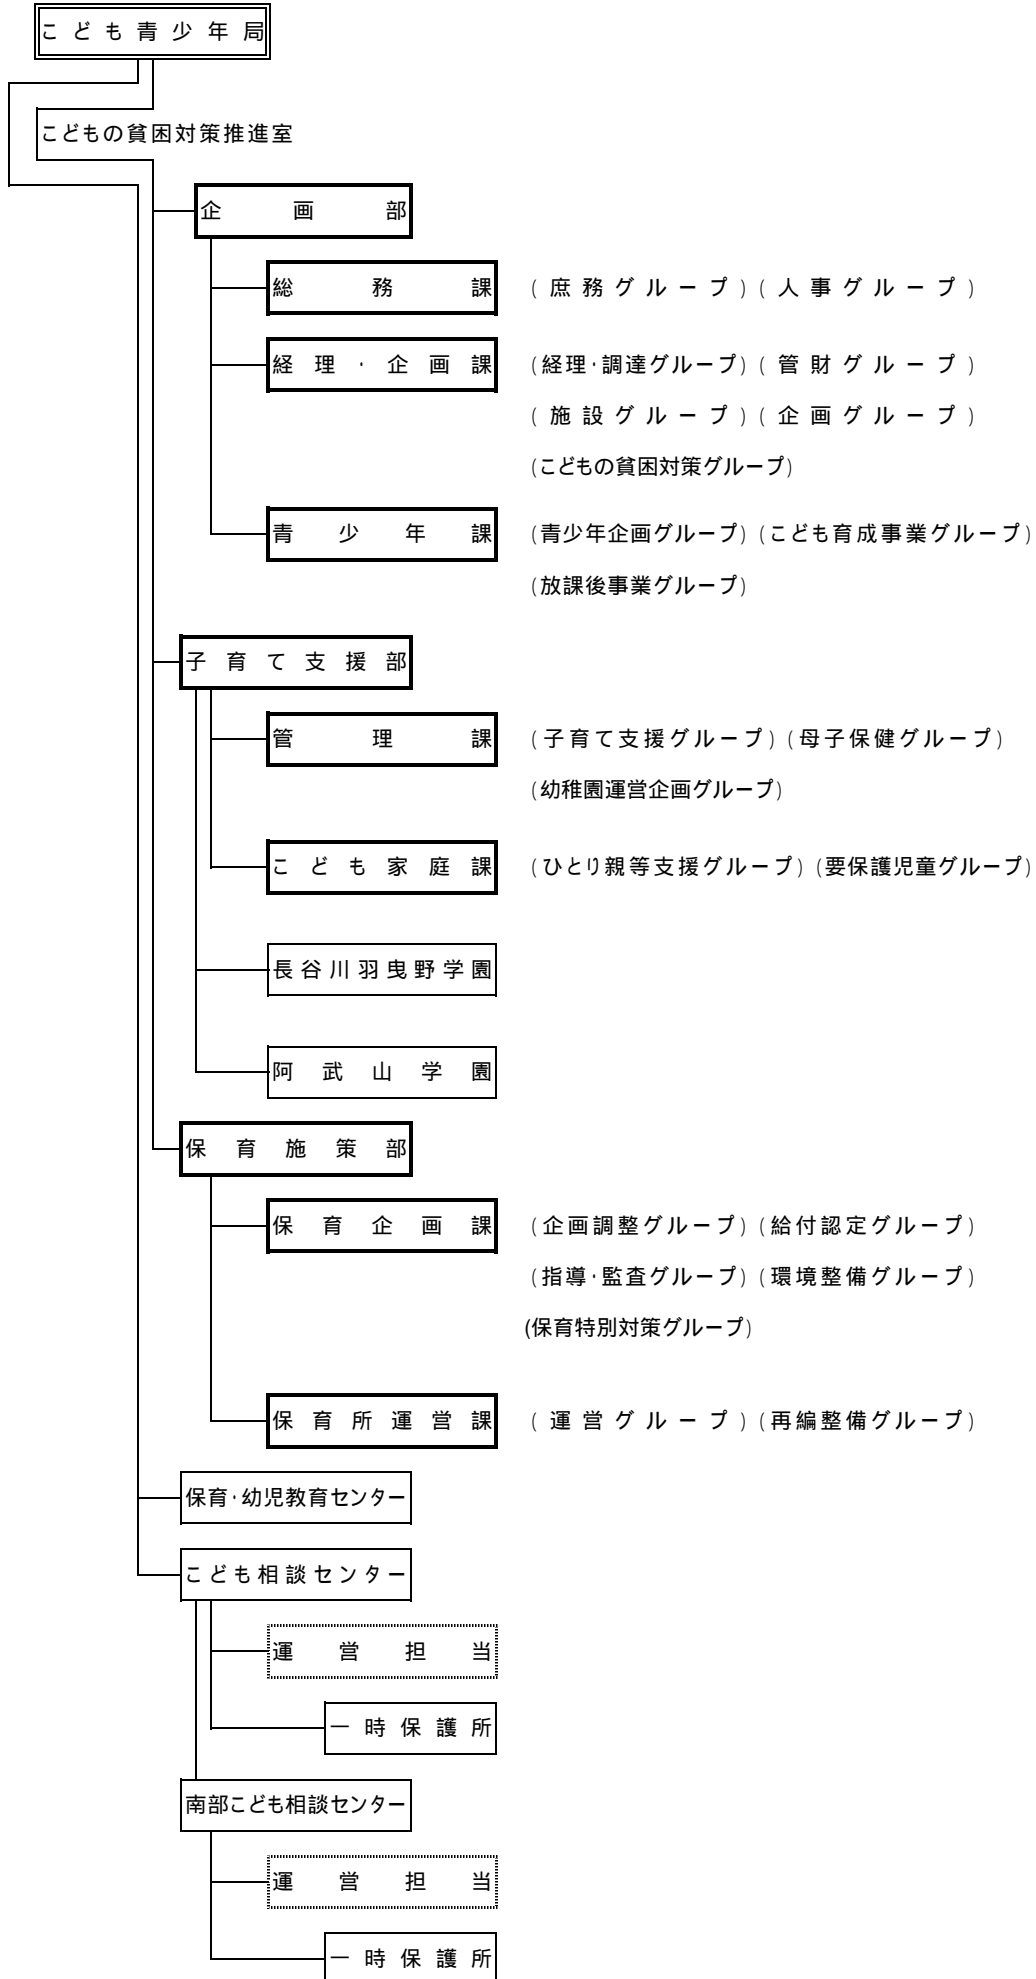 こども青少年局
こどもの貧困対策推進室
企画部
総務課 (庶務グループ)(人事グループ)
経理・企画課 (経理・調達グループ)(管財グループ)
(施設グループ)(企画グループ)
(こどもの貧困対策グループ)
青少年課 (青少年企画グループ)(こども育成事業グループ)
(放課後事業グループ)
子育て支援部
管理課 (子育て支援グループ)(母子保健グループ)
(幼稚園運営企画グループ)
こども家庭課 (ひとり親等支援グループ)(要保護児童グループ)
長谷川羽曳野学園
阿武山学園
保育施策部
保育企画課 (企画調整グループ)(給付認定グループ)
(指導・監査グループ)(環境整備グループ)
(保育特別対策グループ)
保育所運営課 (運営グループ)(再編整備グループ)
保育・幼児教育センター
こども相談センター
運営担当
一時保護所
南部こども相談センター
運営担当
一時保護所